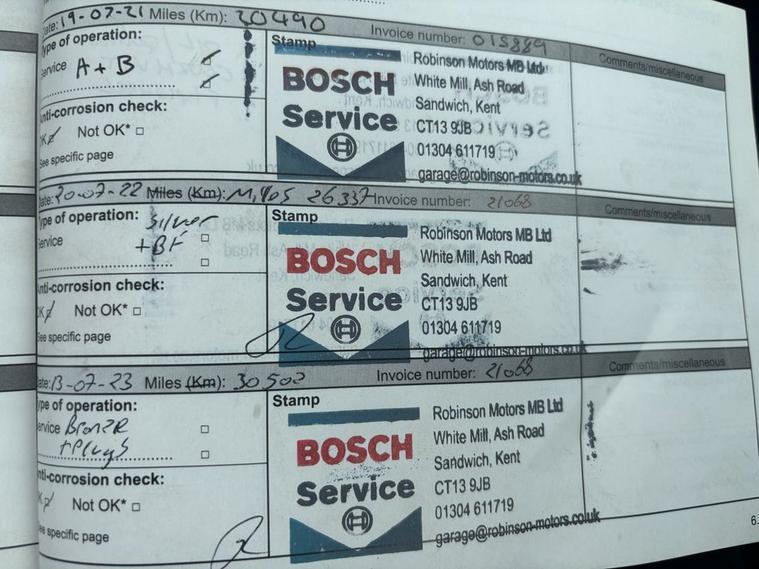 Date: 19-07-21 Miles (Km): 20490 Invoice number: 015889
Type of operation:
Service A + B
Anti-corrosion check:
OK Not OK*
See specific page
Stamp
BOSCH
Service
Robinson Motors MB Ltd
White Mill, Ash Road
Sandwich, Kent
CT13 9JB
01304 611719
garage@robinson-motors.co.uk
Comments/miscellaneous
Date: 20-07-22 Miles (Km): Miles 26337 Invoice number: 21068
Type of operation:
Service Silver
+BF
Anti-corrosion check:
OK Not OK*
See specific page
Stamp
BOSCH
Service
Robinson Motors MB Ltd
White Mill, Ash Road
Sandwich, Kent
CT13 9JB
01304 611719
garage@robinson-motors.co.uk
Comments/miscellaneous
Date: 13-07-23 Miles (Km): 30502 Invoice number: 21068
Type of operation:
Service Bronze
+Plugs
Anti-corrosion check:
OK Not OK*
See specific page
Stamp
BOSCH
Service
Robinson Motors MB Ltd
White Mill, Ash Road
Sandwich, Kent
CT13 9JB
01304 611719
garage@robinson-motors.co.uk
Comments/miscellaneous
6.